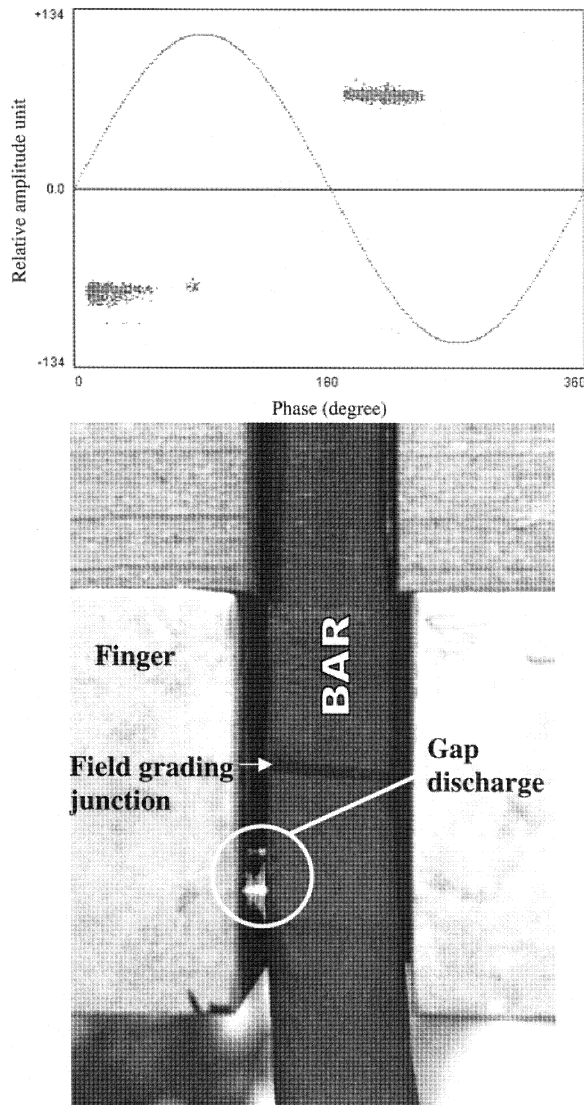 +134
Relative amplitude unit
0.0
-134
0
180
360
Phase (degree)
BAR
Finger
Field grading
junction
Gap
discharge